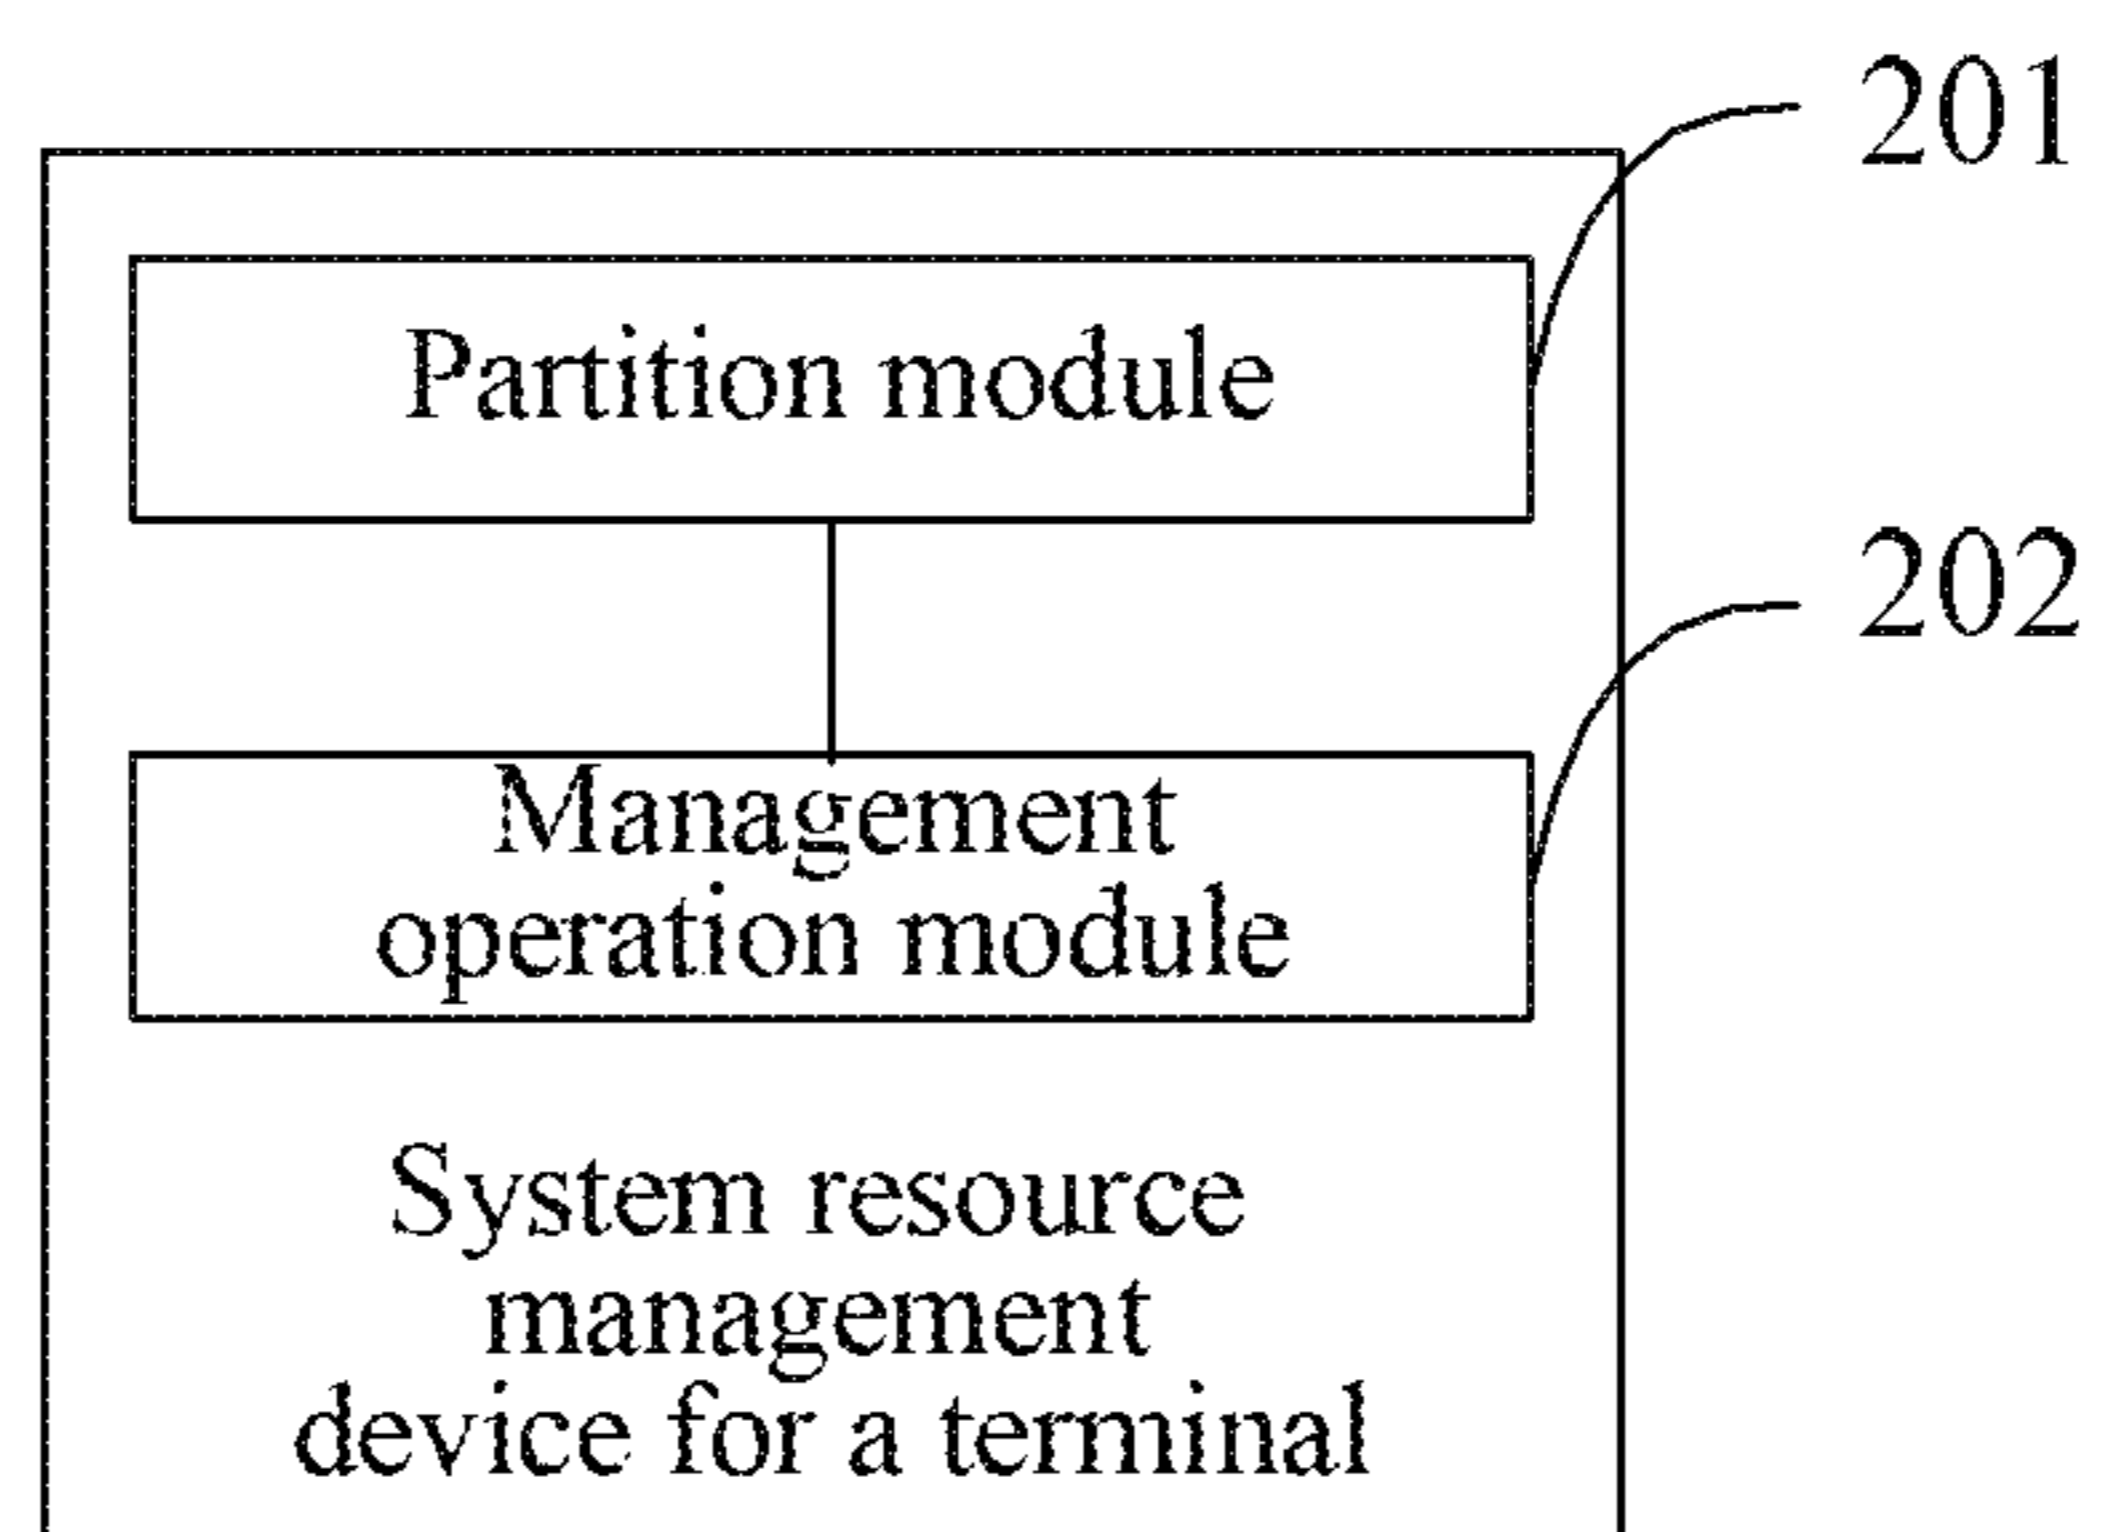 201
Partition module
202
Management
operation module
System resource
management
device for a terminal